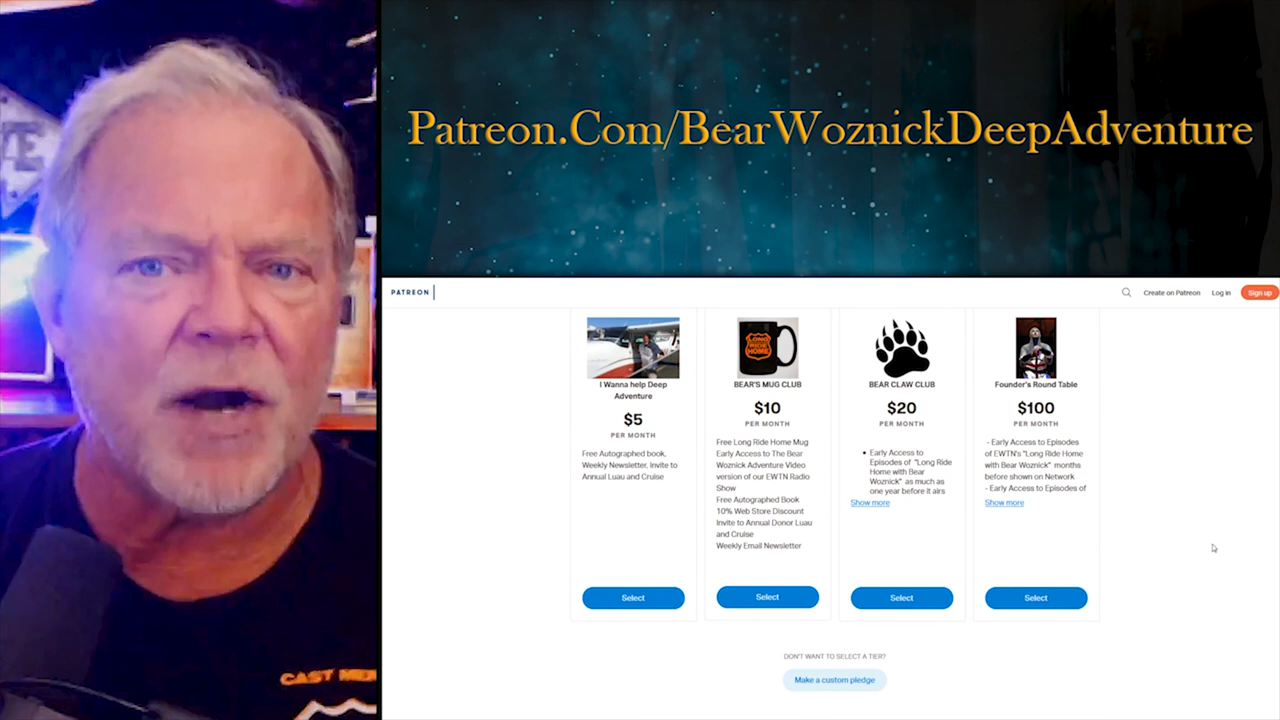 Patreon.Com/BearWoznickDeepAdventure
PATREON
Create on Patreon
Log in
Sign up
I Wanna help Deep
Adventure
$5
PER MONTH
Free Autographed book,
Weekly Newsletter, Invite to
Annual Luau and Cruise
Select
LONG
RIDE
HOME
BEAR'S MUG CLUB
$10
PER MONTH
Free Long Ride Home Mug
Early Access to The Bear
Woznick Adventure Video
version of our EWTN Radio
Show
Free Autographed Book
10% Web Store Discount
Invite to Annual Donor Luau
and Cruise
Weekly Email Newsletter
Select
BEAR CLAW CLUB
$20
PER MONTH
• Early Access to
Episodes of "Long Ride
Home with Bear
Woznick" as much as
one year before it airs
Show more
Select
Founder's Round Table
$100
PER MONTH
- Early Access to Episodes
of EWTN's "Long Ride Home
with Bear Woznick" months
before shown on Network
- Early Access to Episodes of
Show more
Select
DON'T WANT TO SELECT A TIER?
Make a custom pledge
CAST